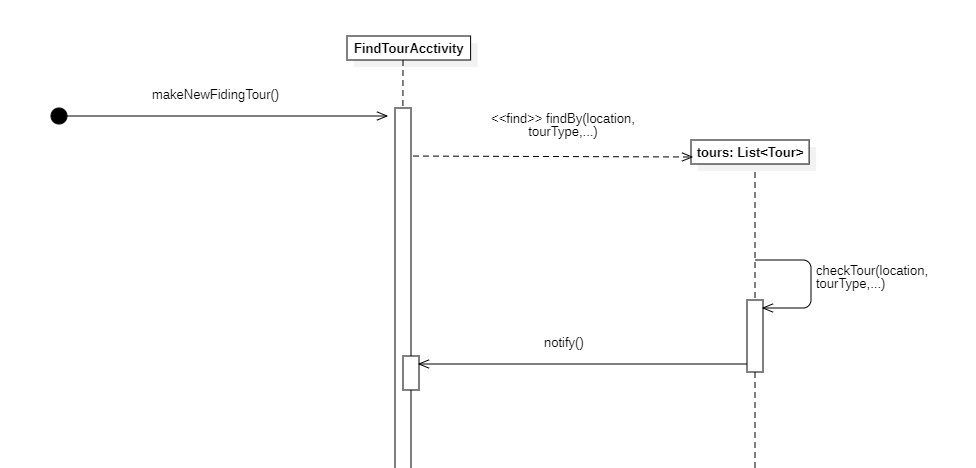 FindTourAcctivity
makeNewFidingTour()
<<find>> findBy(location,
tourType,...)
tours: List<Tour>
checkTour(location,
tourType,...)
notify()